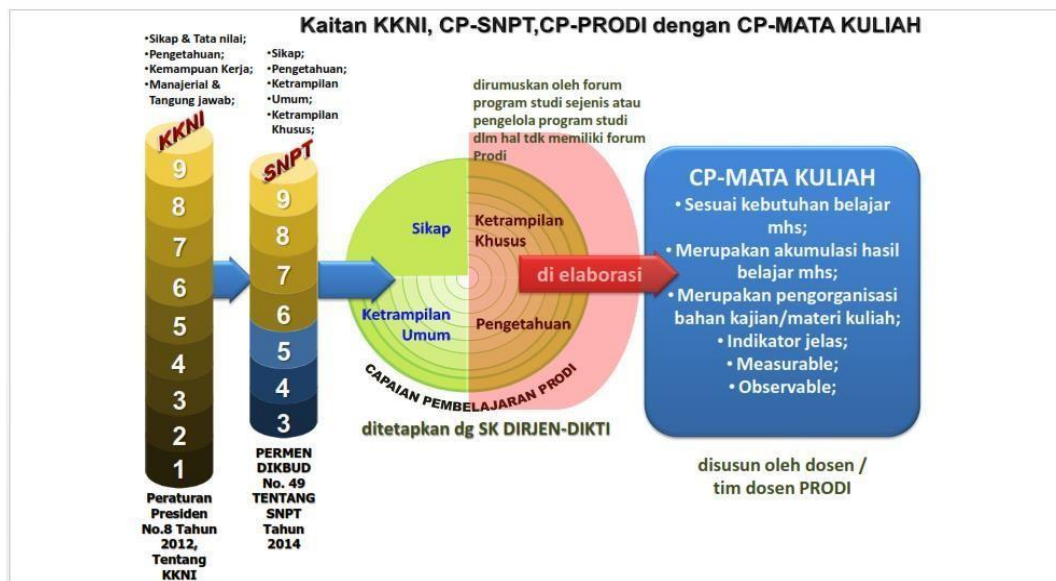 Kaitan KKNI, CP-SNPT,CP-PRODI dengan CP-MATA KULIAH
•Sikap & Tata nilai;
•Pengetahuan;
•Kemampuan Kerja;
•Manajerial &
Tangung jawab;
•Sikap;
•Pengetahuan;
•Ketrampilan
Umum;
•Ketrampilan
Khusus;
dirumuskan oleh forum
program studi sejenis atau
pengelola program studi
dlm hal tdk memiliki forum
Prodi
KKNI
9
8
7
6
5
4
3
2
1
Peraturan
Presiden
No.8 Tahun
2012,
Tentang
KKNI
SNPT
9
8
7
6
5
4
3
PERMEN
DIKBUD
No. 49
TENTANG
SNPT
Tahun
2014
Sikap
Ketrampilan
Khusus
Ketrampilan
Umum
Pengetahuan
CAPAIAN PEMBELAJARAN PRODI
ditetapkan dg SK DIRJEN-DIKTI
di elaborasi
CP-MATA KULIAH
• Sesuai kebutuhan belajar
mhs;
• Merupakan akumulasi hasil
belajar mhs;
• Merupakan pengorganisasi
bahan kajian/materi kuliah;
• Indikator jelas;
• Measurable;
• Observable;
disusun oleh dosen /
tim dosen PRODI